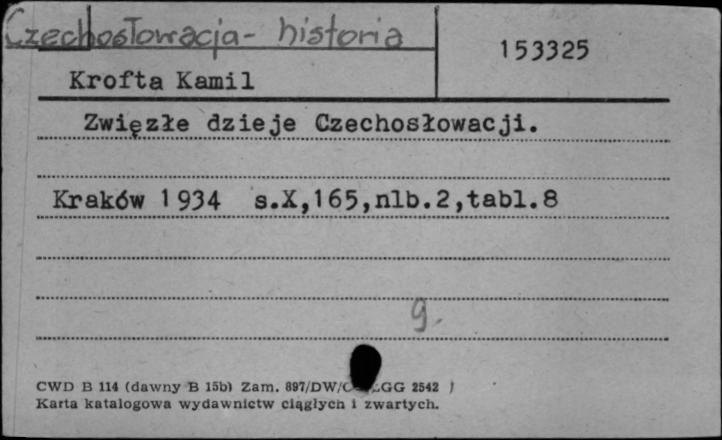 Czechosłowacja - historia
153325
Krofta Kamil
Zwięzłe dzieje Czechosłowacji.
Kraków 1934 s.X,165,nlb.2,tabl.8
9.
CWD B 114 (dawny B 15b) Zam. 897/DW/ GG 2542
Karta katalogowa wydawnictw ciągłych i zwartych.